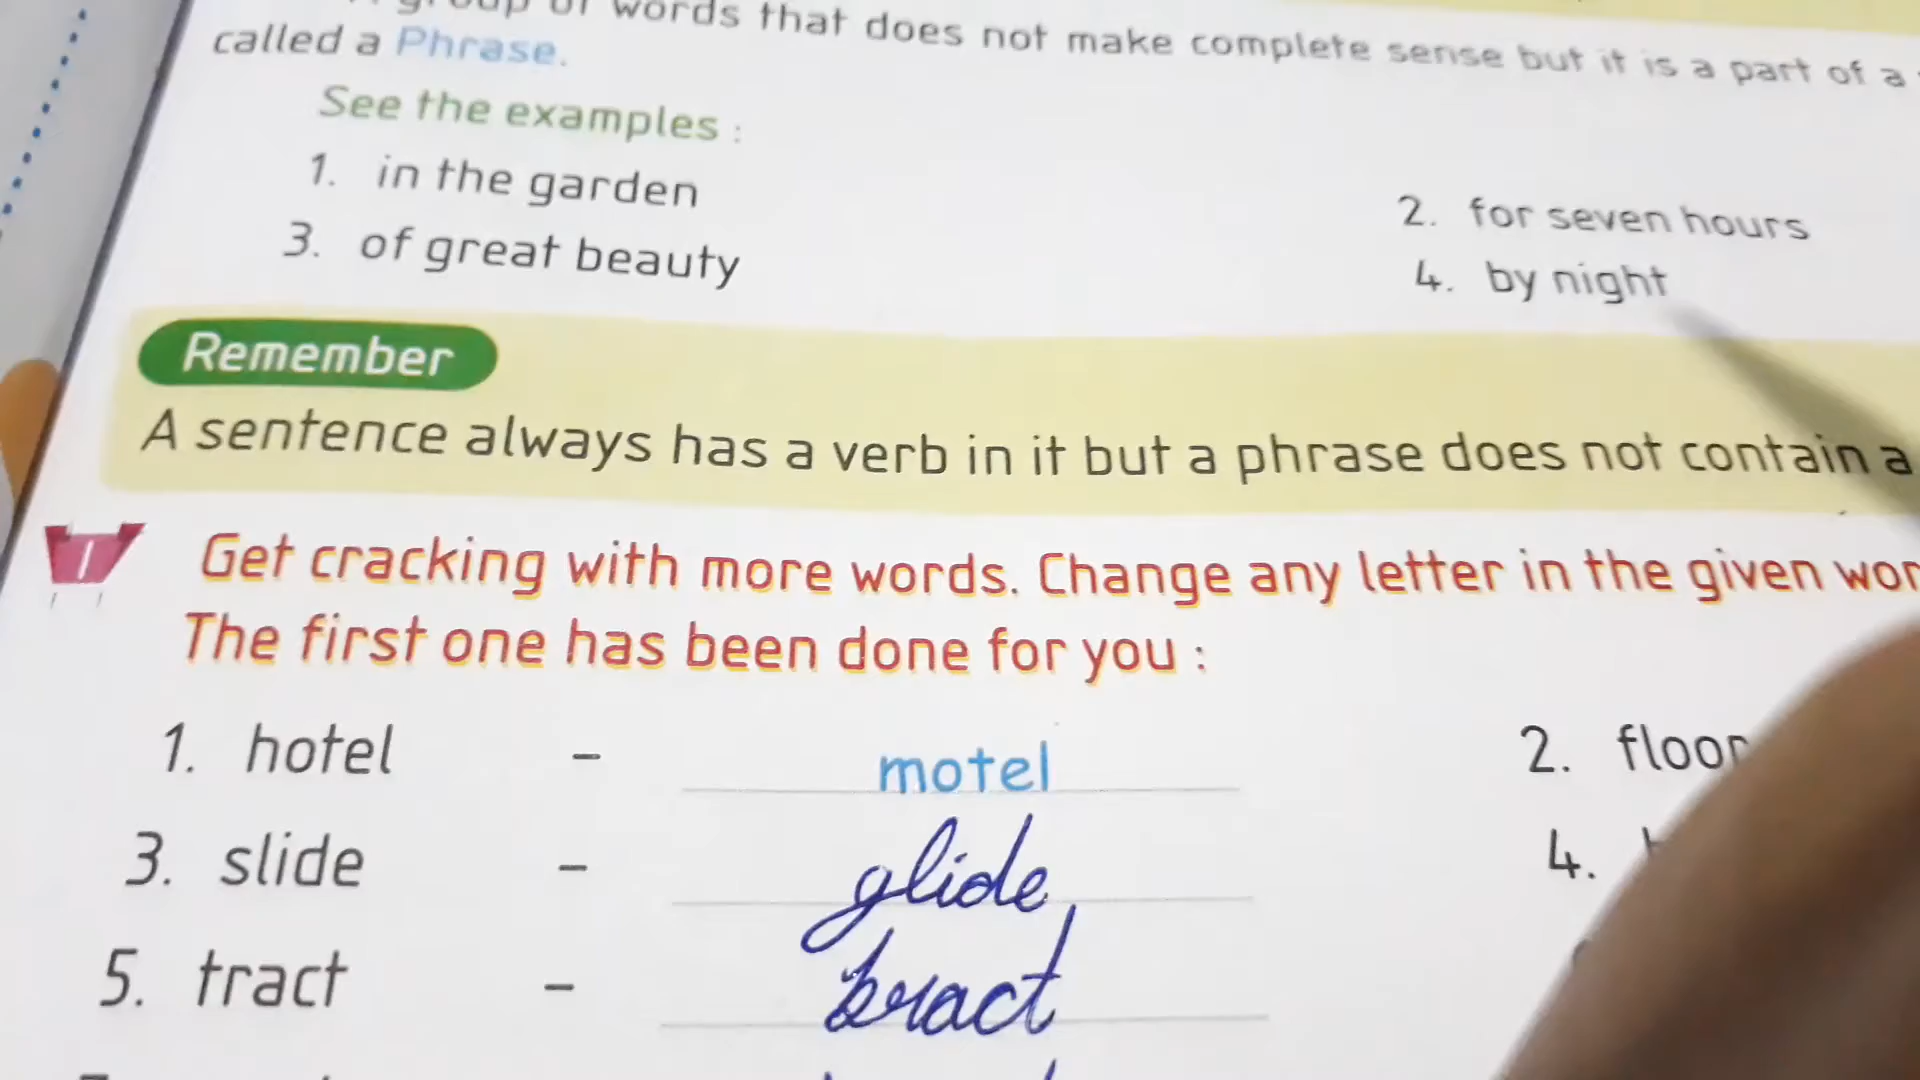 group of words that does not make complete sense but it is a part of a
called a Phrase.
See the examples :
1. in the garden
2. for seven hours
3. of great beauty
4. by night
Remember
A sentence always has a verb in it but a phrase does not contain a
1 Get cracking with more words. Change any letter in the given
The first one has been done for you :
1. hotel - motel
2. floor
3. slide - glide
4.
5. tract - bract